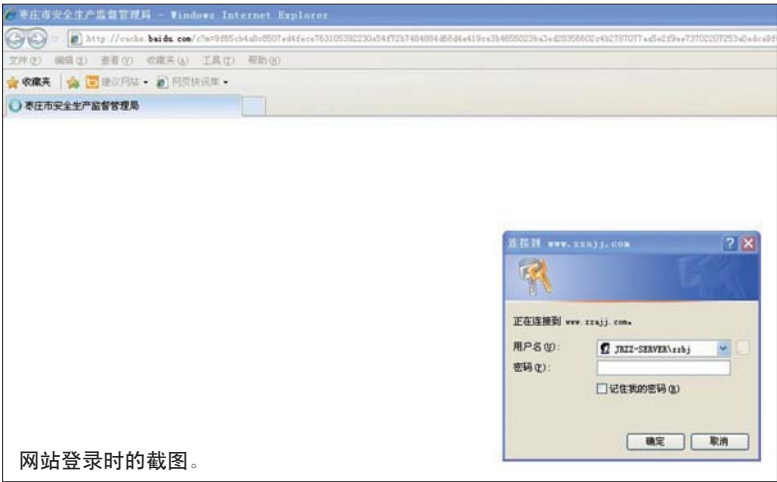 枣庄市安全生产监督管理局 - Windows Internet Explorer
文件(F) 编辑(E) 查看(V) 收藏夹(A) 工具(T) 帮助(H)
收藏夹 建议网站 网页快讯库
枣庄市安全生产监督管理局
连接到 www.zzajj.com
正在连接到 www.zzajj.com。
用户名(U): JRZZ-SERVER\zzbj
密码(P):
记住我的密码(R)
确定 取消
网站登录时的截图。